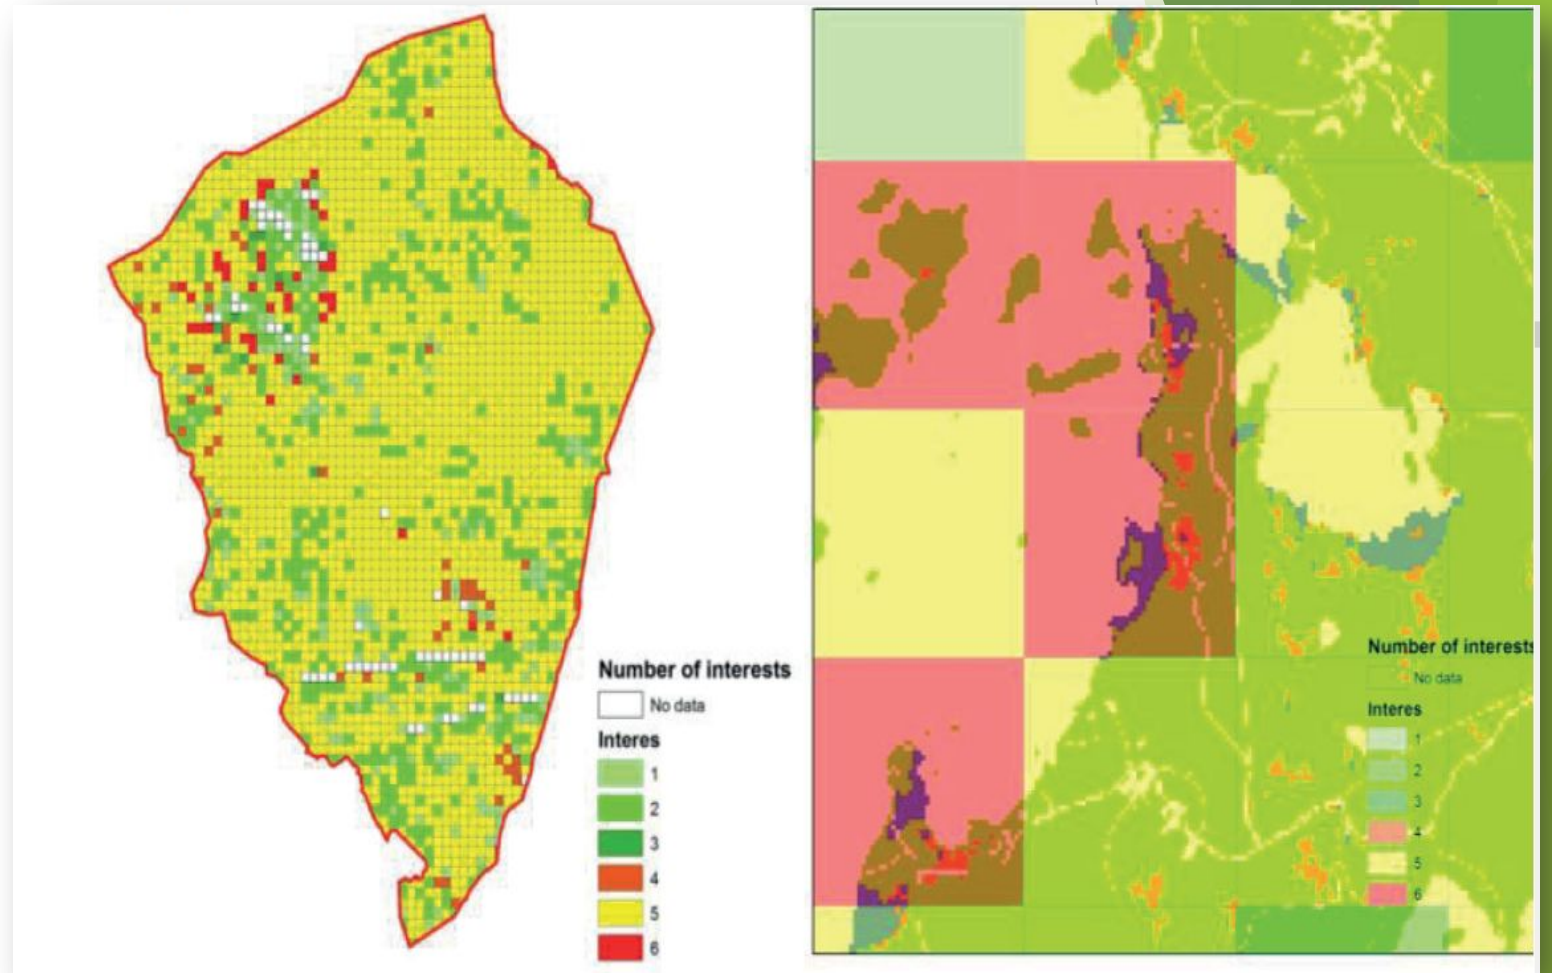 Number of interests
No data
Interes
1
2
3
4
5
6
Number of interests
No data
Interes
1
2
3
4
5
6